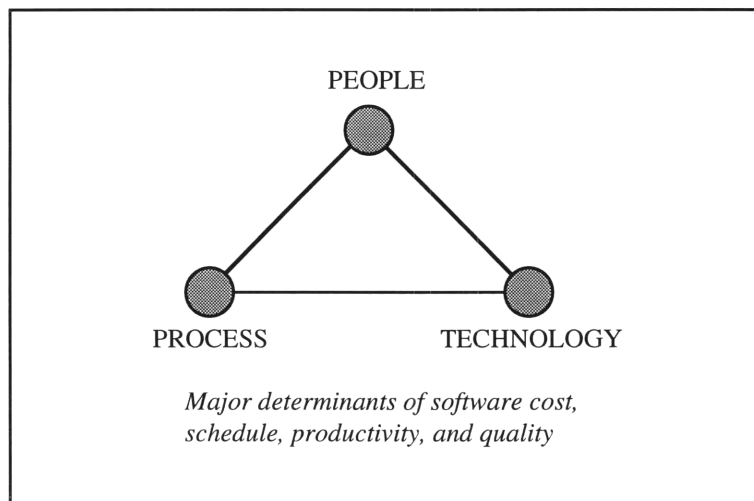 PEOPLE
PROCESS
TECHNOLOGY
Major determinants of software cost,
schedule, productivity, and quality